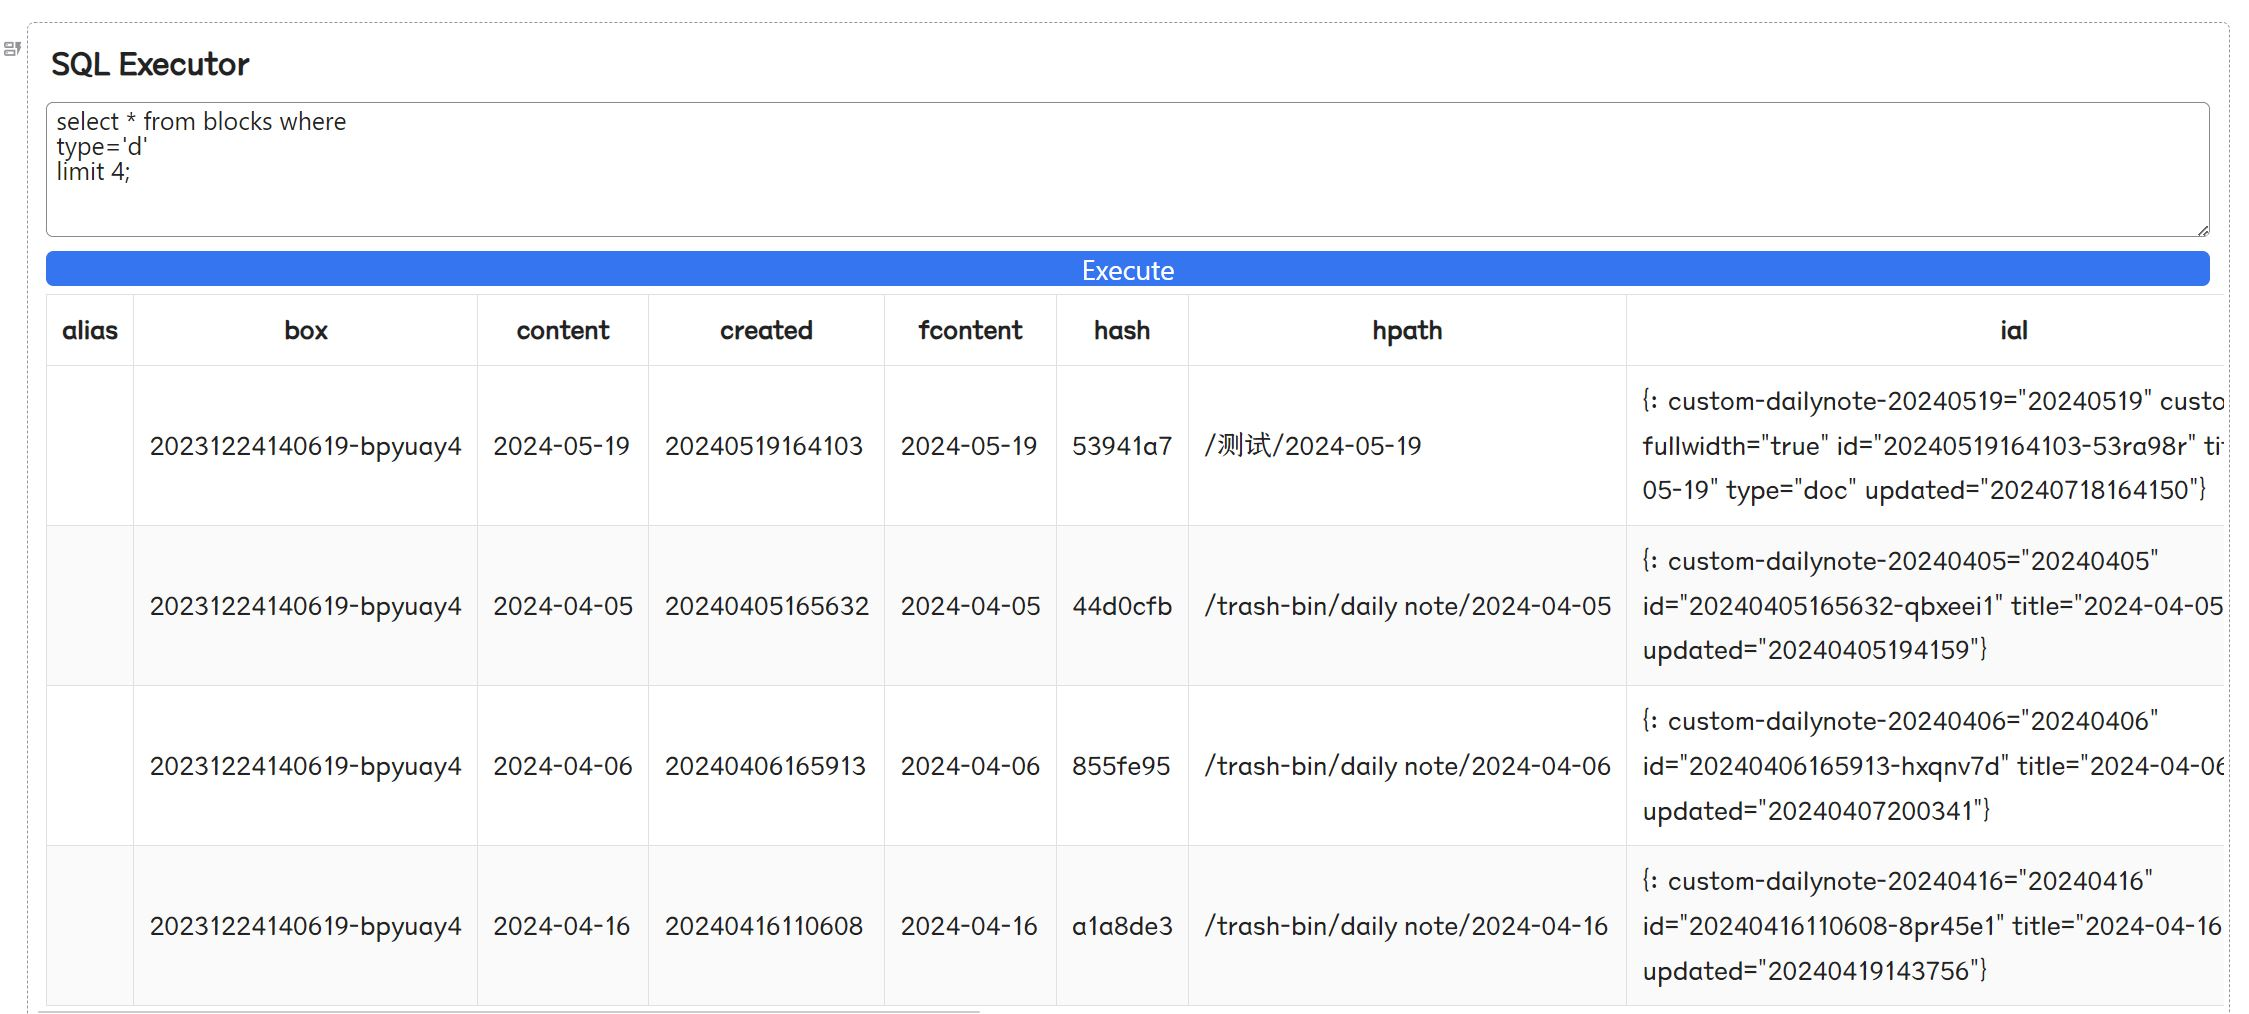 SQL Executor
select * from blocks where
type='d'
limit 4;
Execute
alias box content created fcontent hash hpath ial
20231224140619-bpyuay4 2024-05-19 20240519164103 2024-05-19 53941a7 /测试/2024-05-19
{: custom-dailynote-20240519="20240519" custo
fullwidth="true" id="20240519164103-53ra98r" ti
05-19" type="doc" updated="20240718164150"}
20231224140619-bpyuay4 2024-04-05 20240405165632 2024-04-05 44d0cfb /trash-bin/daily note/2024-04-05
{: custom-dailynote-20240405="20240405"
id="20240405165632-qbxeei1" title="2024-04-05
updated="20240405194159"}
20231224140619-bpyuay4 2024-04-06 20240406165913 2024-04-06 855fe95 /trash-bin/daily note/2024-04-06
{: custom-dailynote-20240406="20240406"
id="20240406165913-hxqnv7d" title="2024-04-06
updated="20240407200341"}
20231224140619-bpyuay4 2024-04-16 20240416110608 2024-04-16 a1a8de3 /trash-bin/daily note/2024-04-16
{: custom-dailynote-20240416="20240416"
id="20240416110608-8pr45e1" title="2024-04-16
updated="20240419143756"}